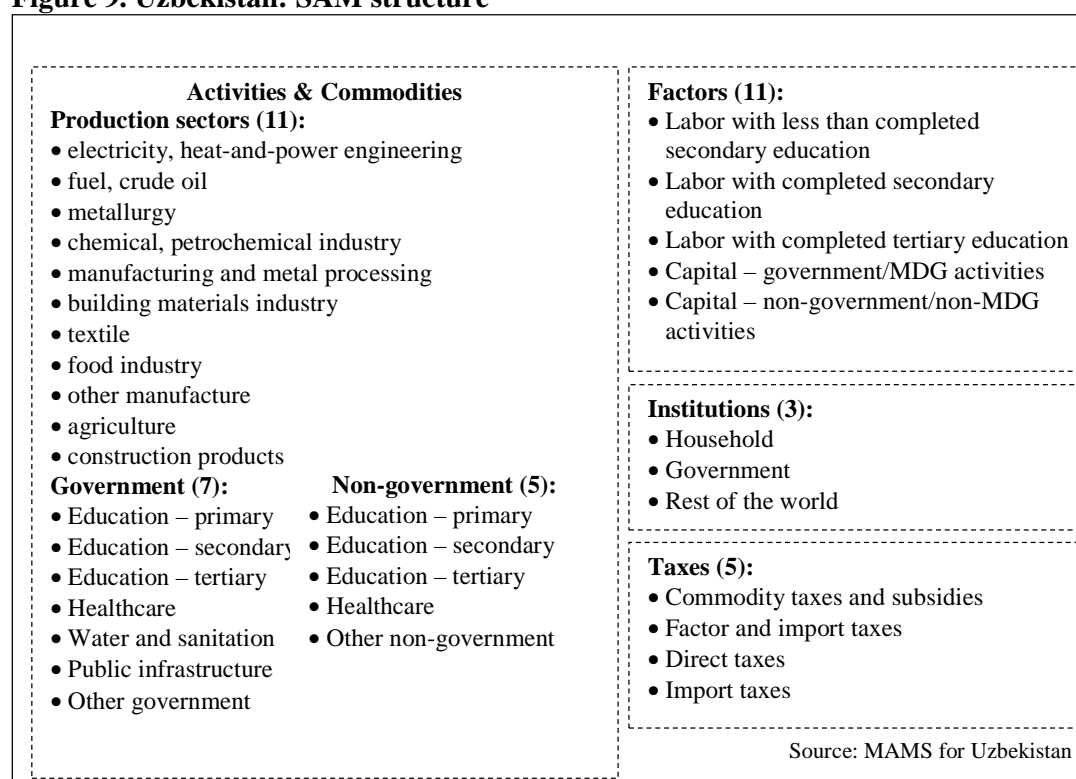 Figure 9. Uzbekistan: SAM structure
Activities & Commodities
Production sectors (11):
• electricity, heat-and-power engineering
• fuel, crude oil
• metallurgy
• chemical, petrochemical industry
• manufacturing and metal processing
• building materials industry
• textile
• food industry
• other manufacture
• agriculture
• construction products
Government (7):
• Education – primary
• Education – secondary
• Education – tertiary
• Healthcare
• Water and sanitation
• Public infrastructure
• Other government
Non-government (5):
• Education – primary
• Education – secondary
• Education – tertiary
• Healthcare
• Other non-government
Factors (11):
• Labor with less than completed
secondary education
• Labor with completed secondary
education
• Labor with completed tertiary education
• Capital – government/MDG activities
• Capital – non-government/non-MDG
activities
Institutions (3):
• Household
• Government
• Rest of the world
Taxes (5):
• Commodity taxes and subsidies
• Factor and import taxes
• Direct taxes
• Import taxes
Source: MAMS for Uzbekistan